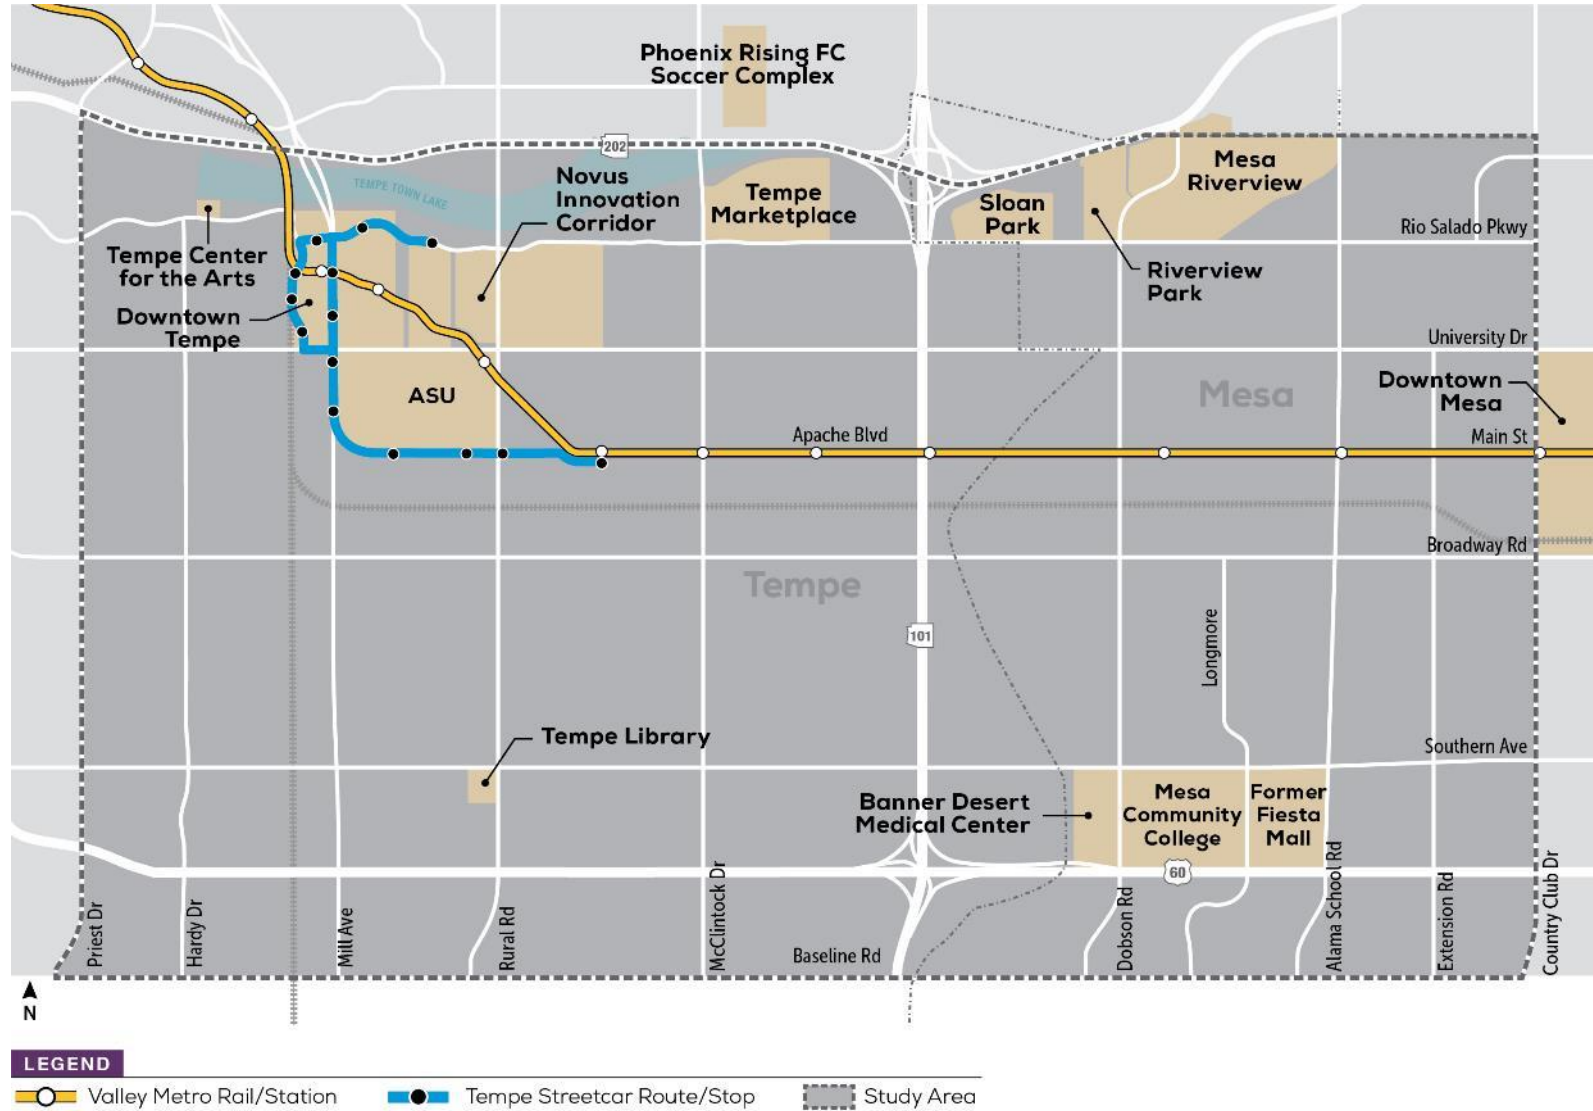 Phoenix Rising FC
Soccer Complex
202
TEMPE TOWN LAKE
Novus
Innovation
Corridor
Tempe
Marketplace
Sloan
Park
Mesa
Riverview
Rio Salado Pkwy
Tempe Center
for the Arts
Riverview
Park
Downtown
Tempe
University Dr
ASU
Mesa
Downtown
Mesa
Apache Blvd
Main St
Broadway Rd
Tempe
101
Longmore
Tempe Library
Southern Ave
Banner Desert
Medical Center
Mesa
Community
College
Former
Fiesta
Mall
60
Priest Dr
Hardy Dr
Mill Ave
Rural Rd
McClintock Dr
Baseline Rd
Dobson Rd
Alama School Rd
Extension Rd
Country Club Dr
N
LEGEND
Valley Metro Rail/Station
Tempe Streetcar Route/Stop
Study Area